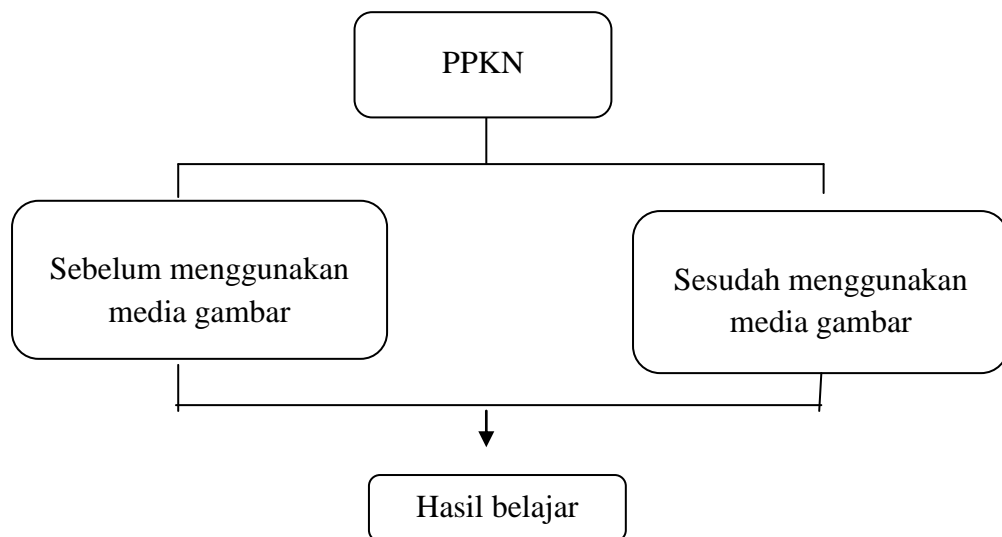 PPKN
Sebelum menggunakan
media gambar
Sesudah menggunakan
media gambar
Hasil belajar